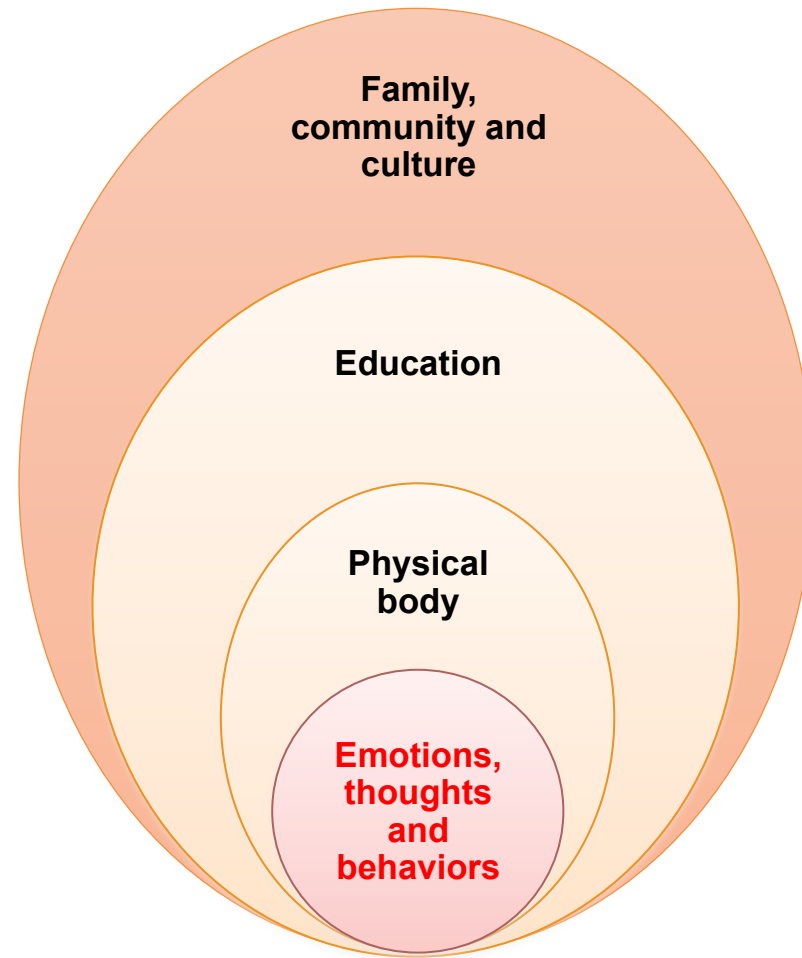 Family,
community and
culture
Education
Physical
body
Emotions,
thoughts
and
behaviors